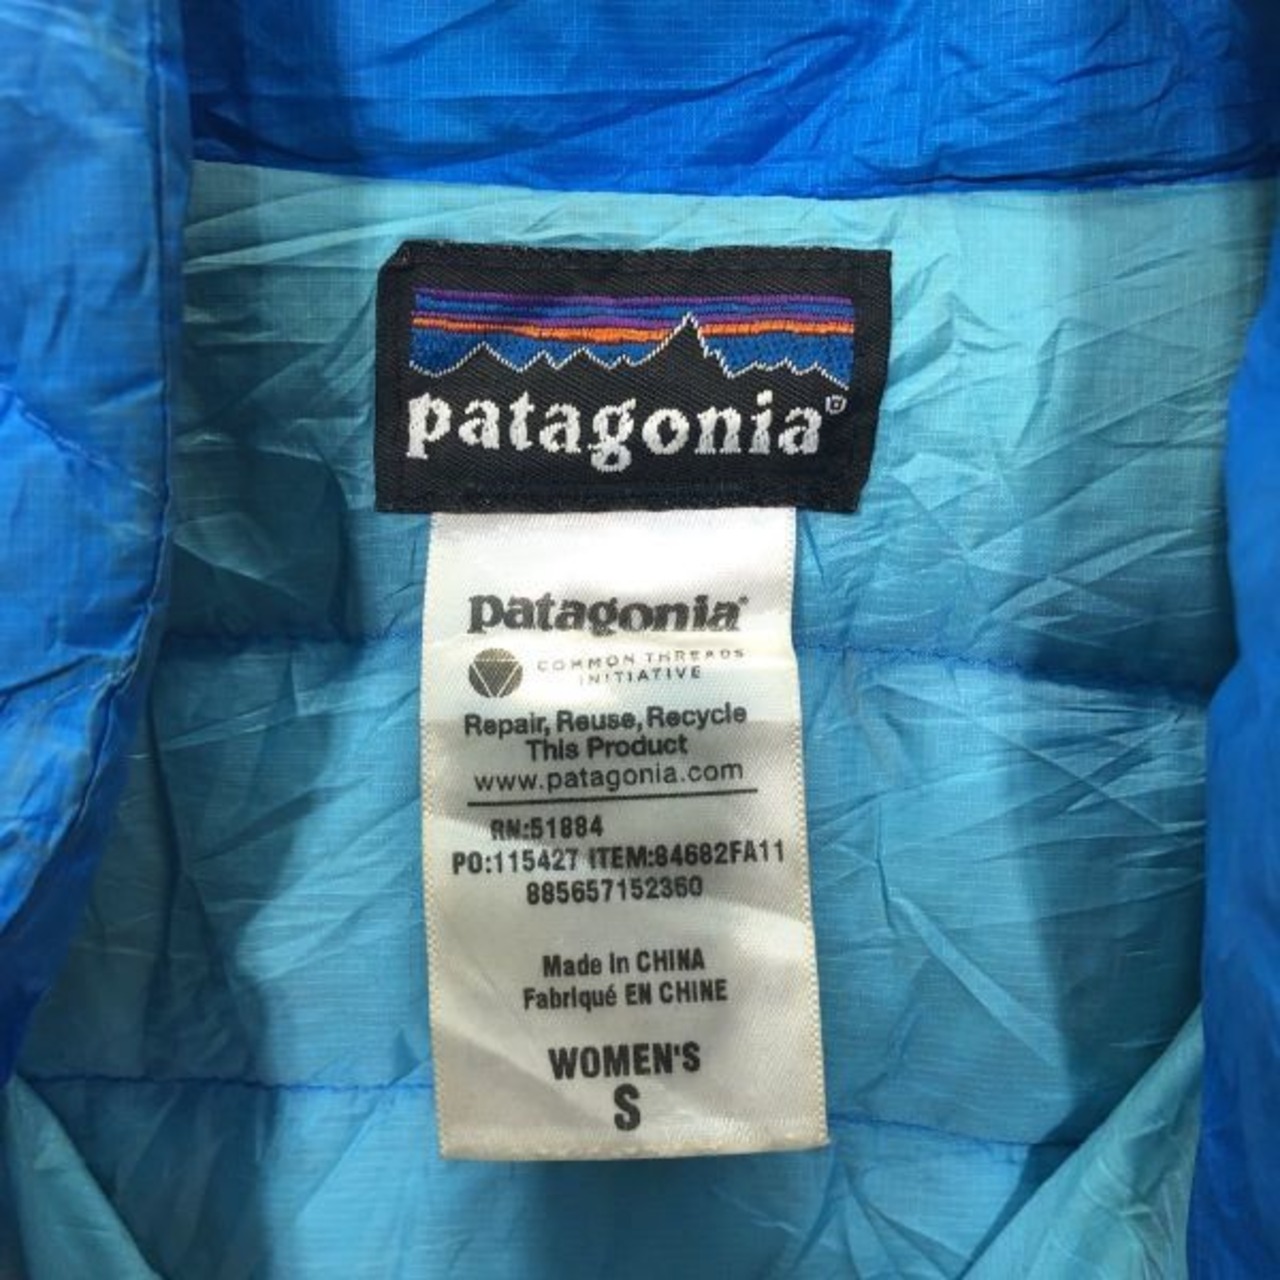 patagonia®
patagonia®
COMMON THREADS
INITIATIVE
Repair, Reuse, Recycle
This Product
www.patagonia.com
RN:51884
PO:115427 ITEM:84682FA11
885657152360
Made in CHINA
Fabriqué EN CHINE
WOMEN'S
S